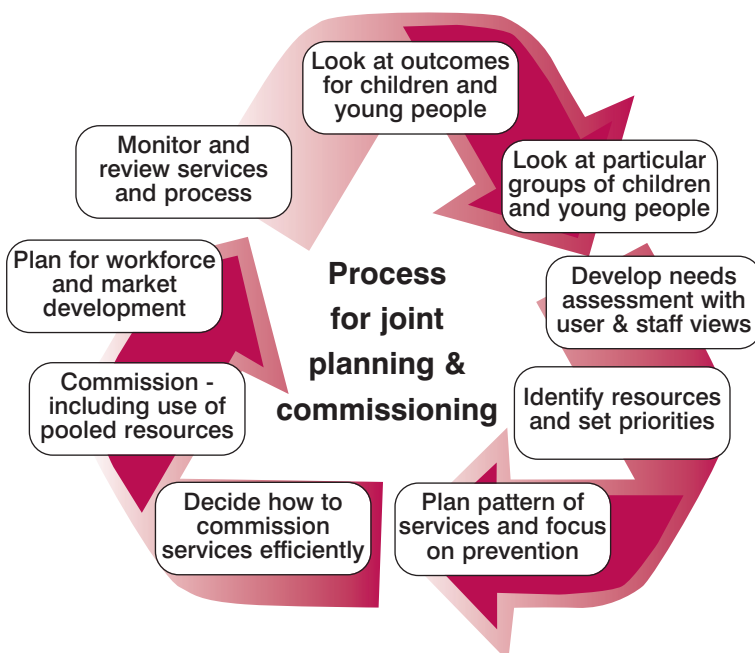 Look at outcomes
for children and
young people
Look at particular
groups of children
and young people
Develop needs
assessment with
user & staff views
Identify resources
and set priorities
Plan pattern of
services and focus
on prevention
Decide how to
commission
services efficiently
Commission -
including use of
pooled resources
Plan for workforce
and market
development
Monitor and
review services
and process
Process
for joint
planning &
commissioning